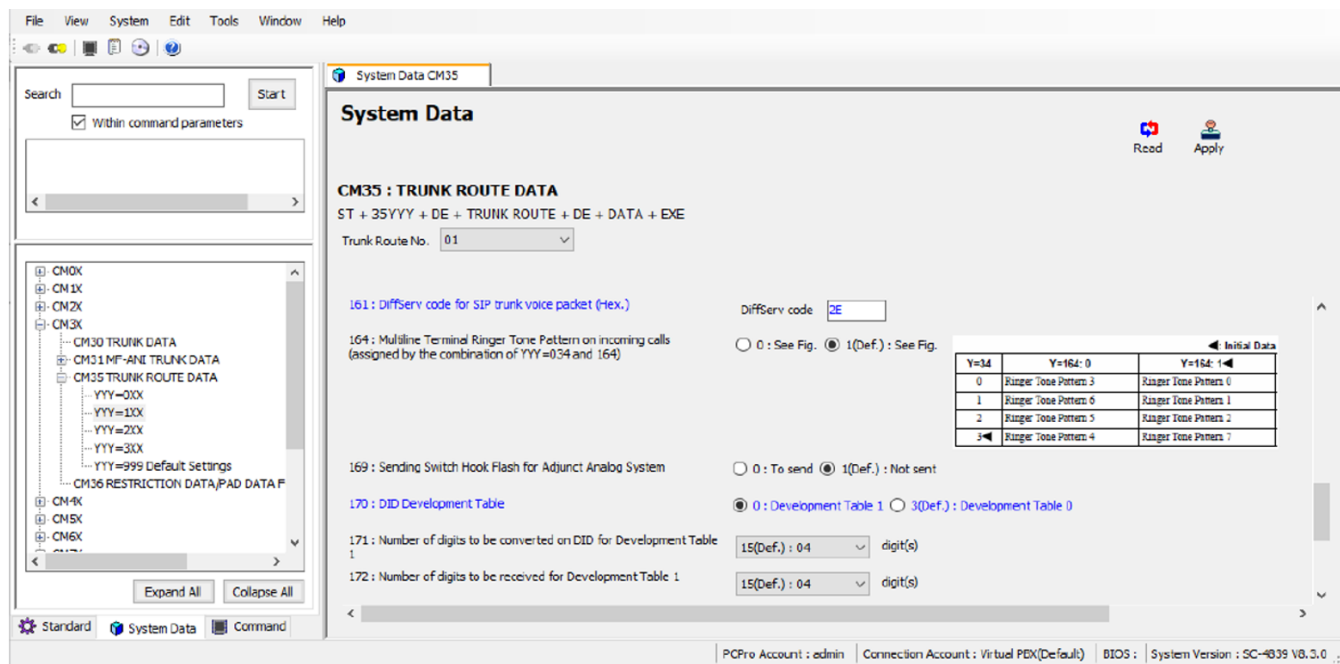 File View System Edit Tools Window Help
Search Start
Within command parameters
CM0X
CM1X
CM2X
CM3X
CM30 TRUNK DATA
CM31 MF-ANI TRUNK DATA
CM35 TRUNK ROUTE DATA
YYY=0XX
YYY=1XX
YYY=2XX
YYY=3XX
YYY=999 Default Settings
CM36 RESTRICTION DATA/PAD DATA F
CM4X
CM5X
CM6X
Expand All Collapse All
Standard System Data Command
System Data CM35
System Data
Read Apply
CM35 : TRUNK ROUTE DATA
ST + 35YYY + DE + TRUNK ROUTE + DE + DATA + EXE
Trunk Route No. 01
161 : DiffServ code for SIP trunk voice packet (Hex.) DiffServ code 2E
164 : Multiline Terminal Ringer Tone Pattern on incoming calls
(assigned by the combination of YYY=034 and 164)
0 : See Fig. 1(Def.) : See Fig.
◀: Initial Data
Y=34 Y=164: 0 Y=164: 1◀
0 Ringer Tone Pattern 3 Ringer Tone Pattern 0
1 Ringer Tone Pattern 6 Ringer Tone Pattern 1
2 Ringer Tone Pattern 5 Ringer Tone Pattern 2
3◀ Ringer Tone Pattern 4 Ringer Tone Pattern 7
169 : Sending Switch Hook Flash for Adjunct Analog System 0 : To send 1(Def.) : Not sent
170 : DID Development Table 0 : Development Table 1 3(Def.) : Development Table 0
171 : Number of digits to be converted on DID for Development Table
1
15(Def.) : 04 digit(s)
172 : Number of digits to be received for Development Table 1 15(Def.) : 04 digit(s)
PCPro Account : admin Connection Account : Virtual PBX(Default) BIOS : System Version : SC-4839 V8.3.0